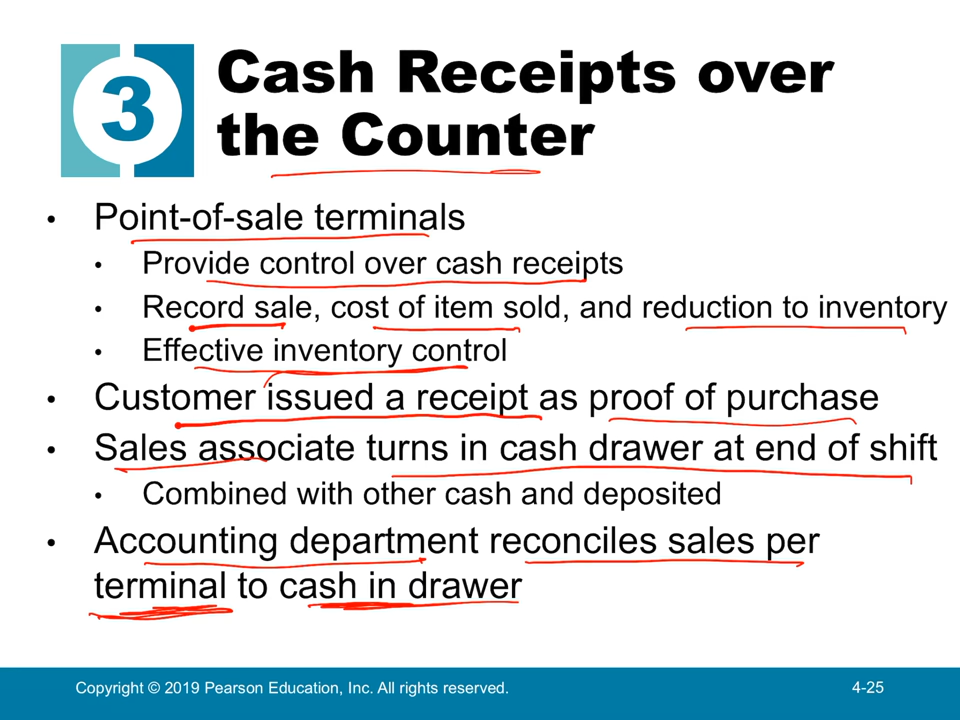 3
Cash Receipts over
the Counter
• Point-of-sale terminals
• Provide control over cash receipts
• Record sale, cost of item sold, and reduction to inventory
• Effective inventory control
• Customer issued a receipt as proof of purchase
• Sales associate turns in cash drawer at end of shift
• Combined with other cash and deposited
• Accounting department reconciles sales per
terminal to cash in drawer
Copyright © 2019 Pearson Education, Inc. All rights reserved.
4-25